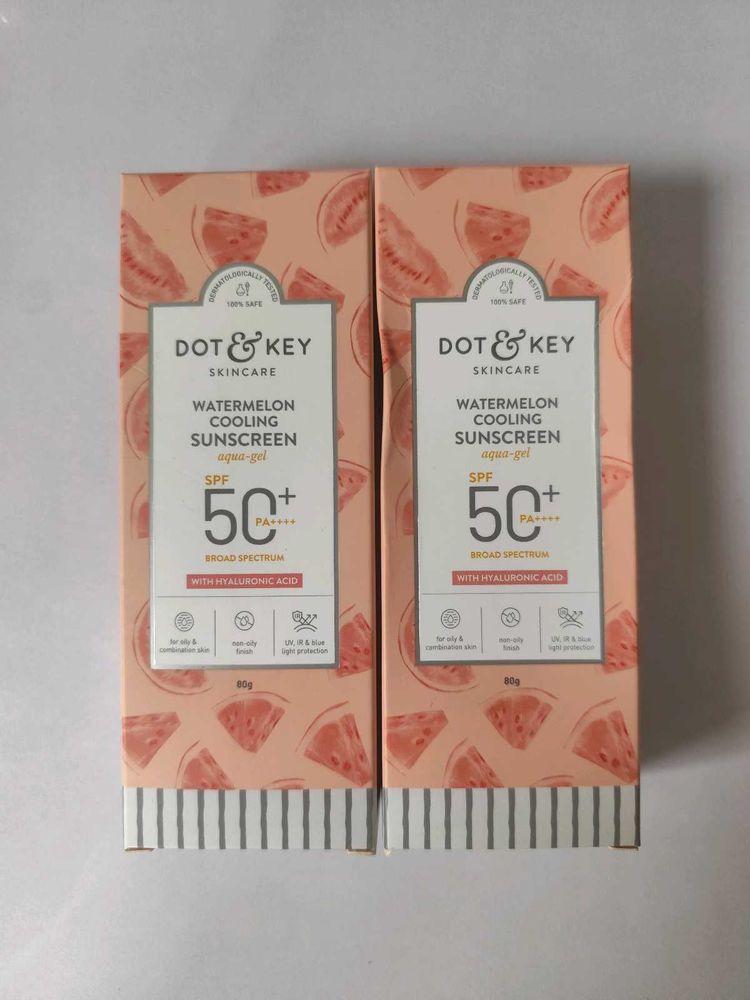 DERMATOLOGICALLY TESTED
100% SAFE
DOT & KEY
SKINCARE
WATERMELON
COOLING
SUNSCREEN
aqua-gel
SPF
50+
PA++++
BROAD SPECTRUM
WITH HYALURONIC ACID
for oily &
combination skin
non-oily
finish
IR
UV, IR & blue
light protection
80g
DERMATOLOGICALLY TESTED
100% SAFE
DOT & KEY
SKINCARE
WATERMELON
COOLING
SUNSCREEN
aqua-gel
SPF
50+
PA++++
BROAD SPECTRUM
WITH HYALURONIC ACID
for oily &
combination skin
non-oily
finish
IR
UV, IR & blue
light protection
80g